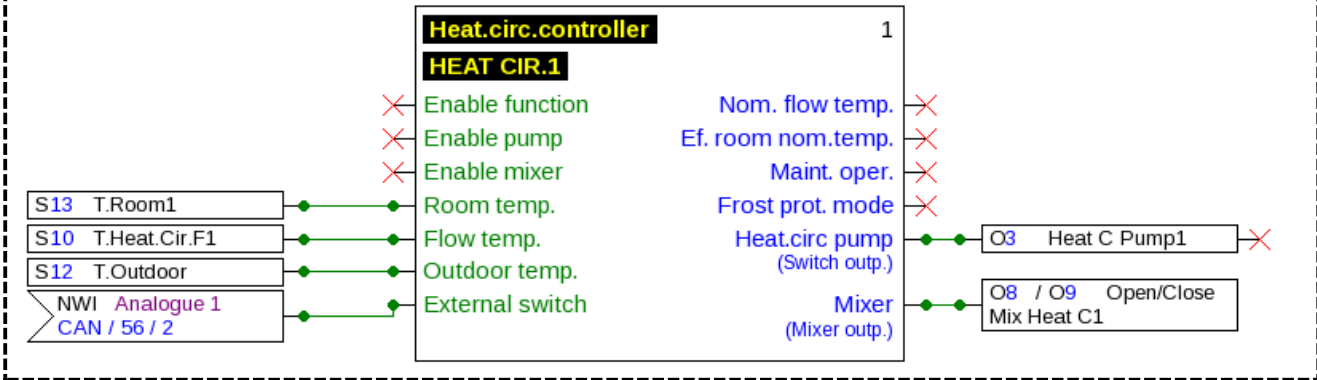 Heat.circ.controller 1
HEAT CIR.1
Enable function Nom. flow temp.
Enable pump Ef. room nom.temp.
Enable mixer Maint. oper.
S13 T.Room1 Room temp. Frost prot. mode
S10 T.Heat.Cir.F1 Flow temp. Heat.circ pump O3 Heat C Pump1
(Switch outp.)
S12 T.Outdoor Outdoor temp.
NWI Analogue 1 External switch Mixer O8 / O9 Open/Close
CAN / 56 / 2 (Mixer outp.) Mix Heat C1